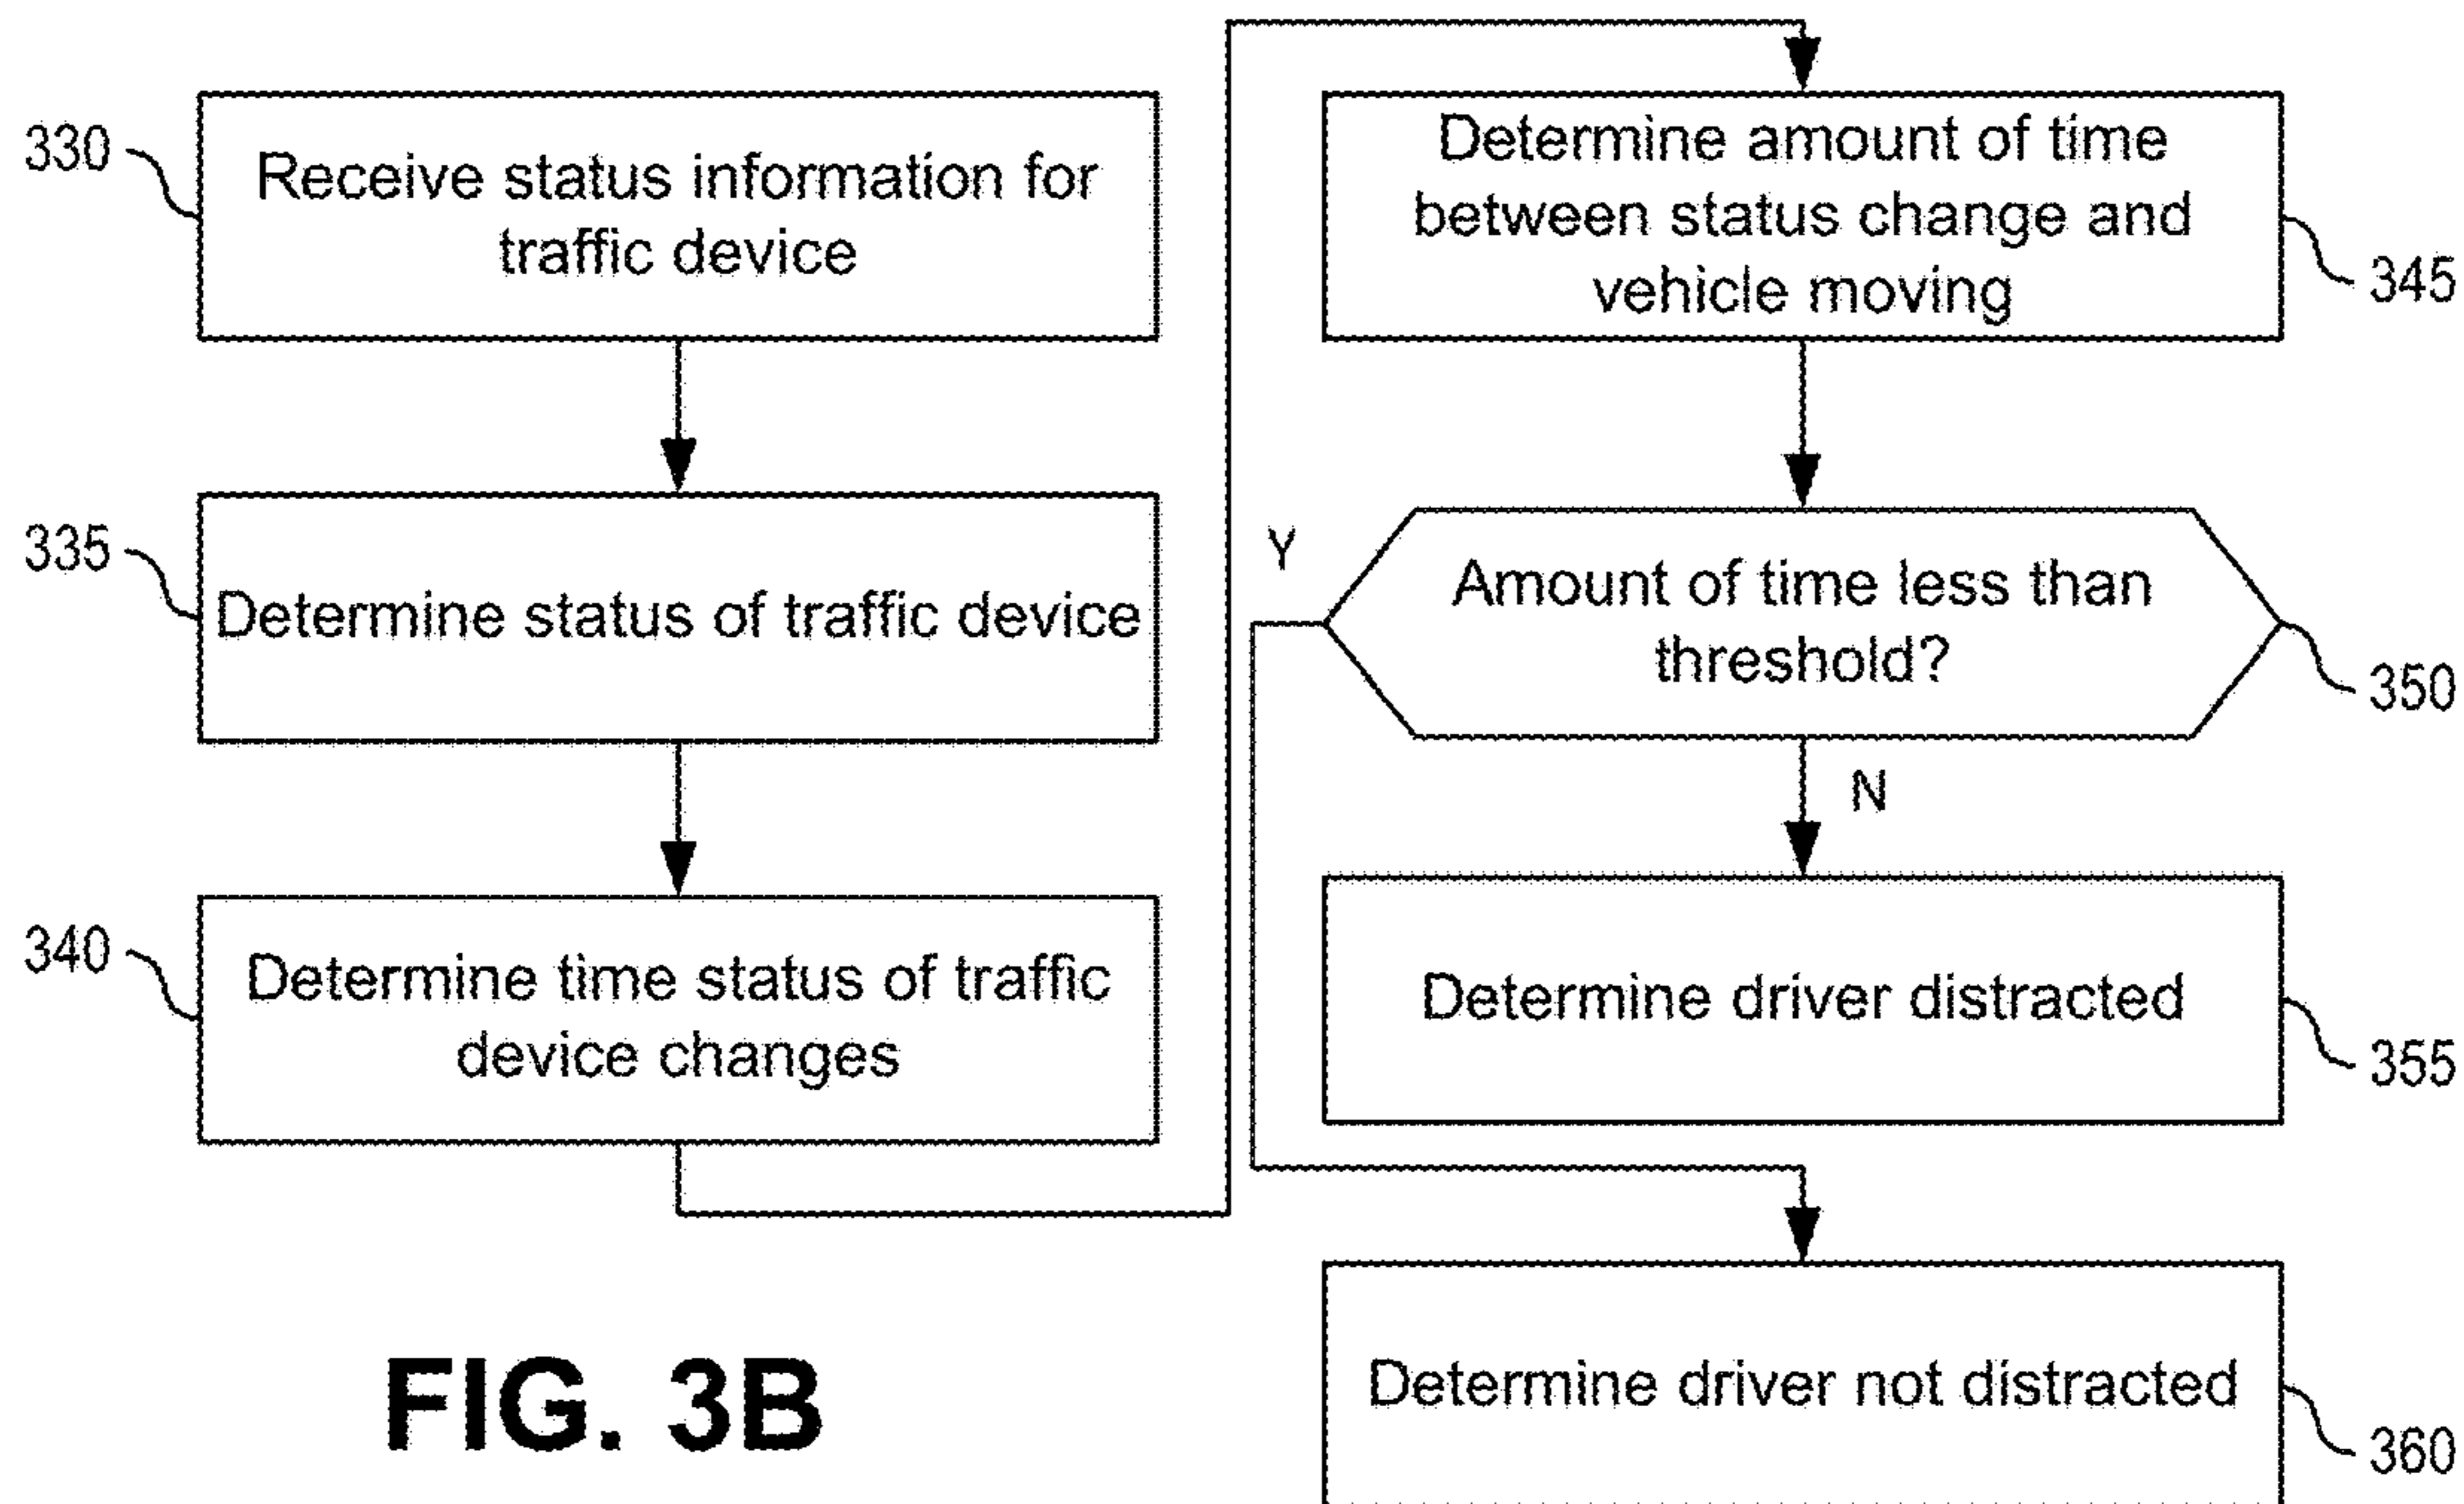 330
Receive status information for
traffic device
335
Determine status of traffic device
340
Determine time status of traffic
device changes
Determine amount of time
between status change and
vehicle moving
345
Y
Amount of time less than
threshold?
350
N
Determine driver distracted
355
Determine driver not distracted
360
FIG. 3B